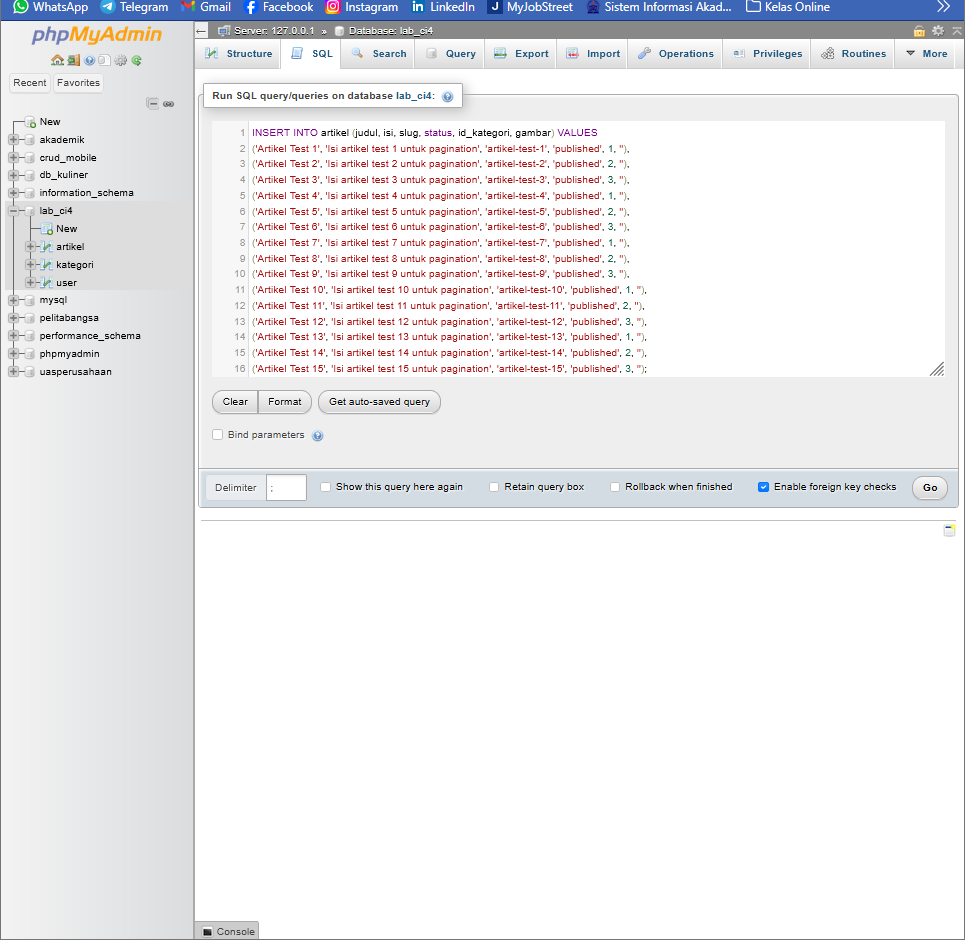 WhatsApp Telegram Gmail Facebook Instagram LinkedIn MyJobStreet Sistem Informasi Akad... Kelas Online
phpMyAdmin
Recent Favorites
New
akademik
crud_mobile
db_kuliner
information_schema
lab_ci4
New
artikel
kategori
user
mysql
pelitabangsa
performance_schema
phpmyadmin
uasperusahaan
Server: 127.0.0.1 » Database: lab_ci4
Structure SQL Search Query Export Import Operations Privileges Routines More
Run SQL query/queries on database lab_ci4:
1 INSERT INTO artikel (judul, isi, slug, status, id_kategori, gambar) VALUES
2 ('Artikel Test 1', 'Isi artikel test 1 untuk pagination', 'artikel-test-1', 'published', 1, ''),
3 ('Artikel Test 2', 'Isi artikel test 2 untuk pagination', 'artikel-test-2', 'published', 2, ''),
4 ('Artikel Test 3', 'Isi artikel test 3 untuk pagination', 'artikel-test-3', 'published', 3, ''),
5 ('Artikel Test 4', 'Isi artikel test 4 untuk pagination', 'artikel-test-4', 'published', 1, ''),
6 ('Artikel Test 5', 'Isi artikel test 5 untuk pagination', 'artikel-test-5', 'published', 2, ''),
7 ('Artikel Test 6', 'Isi artikel test 6 untuk pagination', 'artikel-test-6', 'published', 3, ''),
8 ('Artikel Test 7', 'Isi artikel test 7 untuk pagination', 'artikel-test-7', 'published', 1, ''),
9 ('Artikel Test 8', 'Isi artikel test 8 untuk pagination', 'artikel-test-8', 'published', 2, ''),
10 ('Artikel Test 9', 'Isi artikel test 9 untuk pagination', 'artikel-test-9', 'published', 3, ''),
11 ('Artikel Test 10', 'Isi artikel test 10 untuk pagination', 'artikel-test-10', 'published', 1, ''),
12 ('Artikel Test 11', 'Isi artikel test 11 untuk pagination', 'artikel-test-11', 'published', 2, ''),
13 ('Artikel Test 12', 'Isi artikel test 12 untuk pagination', 'artikel-test-12', 'published', 3, ''),
14 ('Artikel Test 13', 'Isi artikel test 13 untuk pagination', 'artikel-test-13', 'published', 1, ''),
15 ('Artikel Test 14', 'Isi artikel test 14 untuk pagination', 'artikel-test-14', 'published', 2, ''),
16 ('Artikel Test 15', 'Isi artikel test 15 untuk pagination', 'artikel-test-15', 'published', 3, '');
Clear Format Get auto-saved query
Bind parameters
Delimiter ; Show this query here again Retain query box Rollback when finished Enable foreign key checks Go
Console